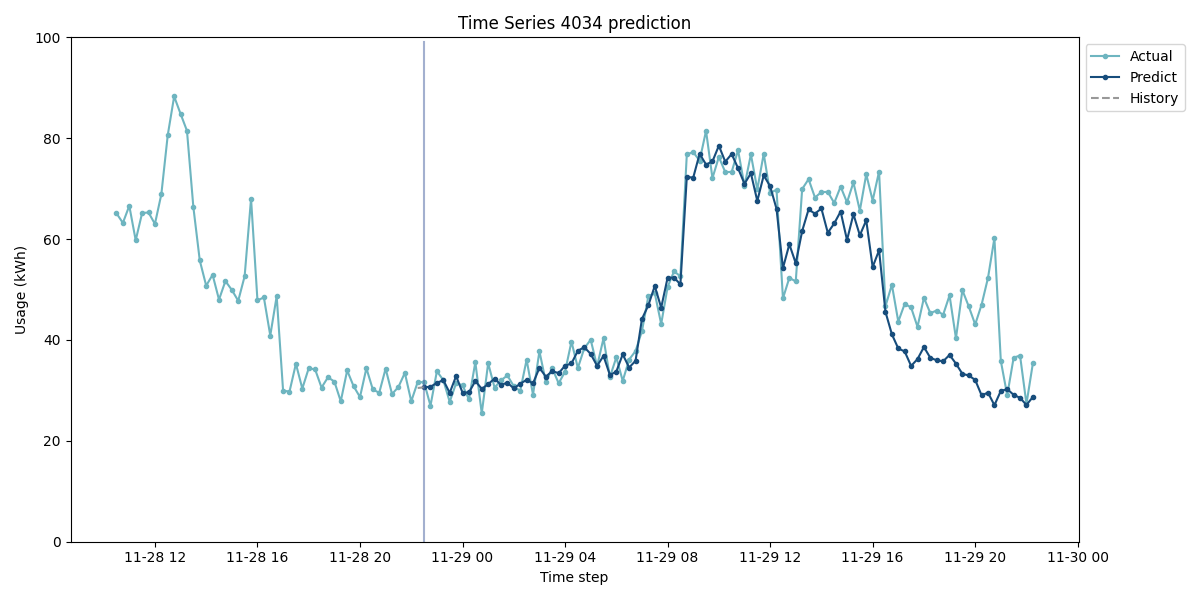 Time Series 4034 prediction
100
80
60
40
20
0
Usage (kWh)
11-28 12
11-28 16
11-28 20
11-29 00
11-29 04
11-29 08
11-29 12
11-29 16
11-29 20
11-30 00
Time step
Actual
Predict
History